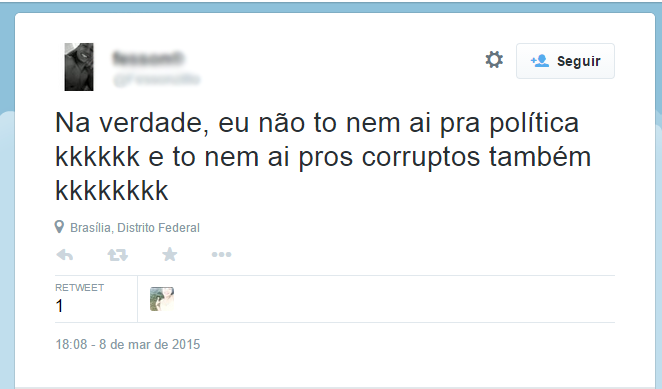 Seguir
Na verdade, eu não to nem ai pra política
kkkkkk e to nem ai pros corruptos também
kkkkkkkk
Brasília, Distrito Federal
RETWEET
1
18:08 - 8 de mar de 2015